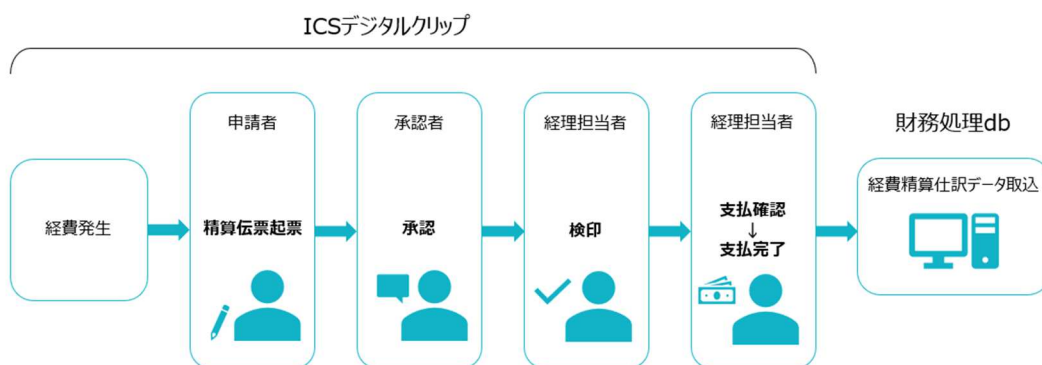 ICSデジタルクリップ
経費発生
申請者
精算伝票起票
承認者
承認
経理担当者
検印
経理担当者
支払確認
↓
支払完了
財務処理db
経費精算仕訳データ取込